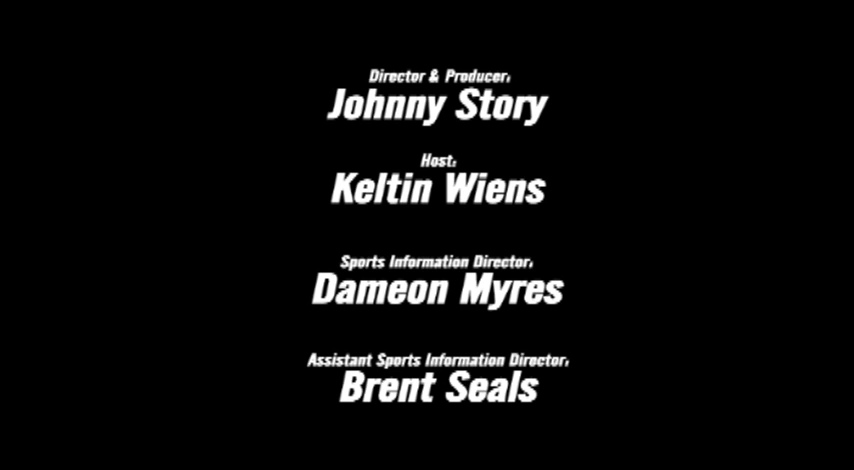 Director & Producer:
Johnny Story
Host:
Keltin Wiens
Sports Information Director:
Dameon Myres
Assistant Sports Information Director:
Brent Seals